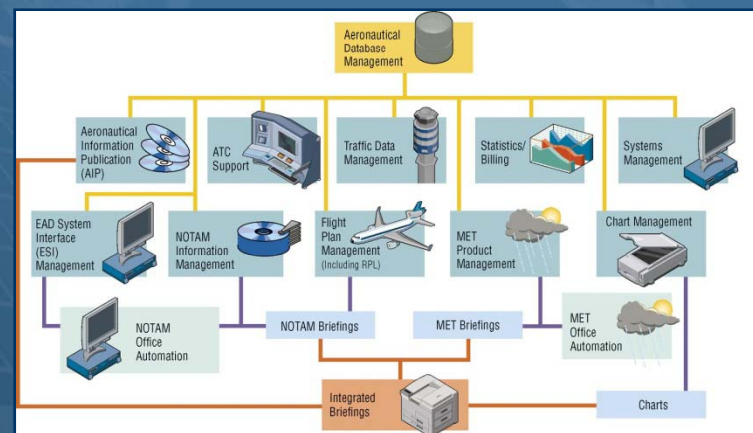 Aeronautical
Database
Management
Aeronautical
Information
Publication
(AIP)
ATC
Support
Traffic Data
Management
Statistics/
Billing
Systems
Management
EAD System
Interface
(ESI)
Management
NOTAM
Information
Management
Flight
Plan
Management
(Including RPL)
MET
Product
Management
Chart Management
NOTAM
Office
Automation
NOTAM Briefings
MET Briefings
MET
Office
Automation
Integrated
Briefings
Charts